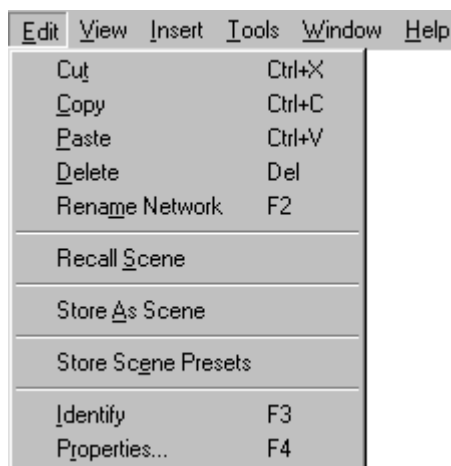 Edit View Insert Tools Window Help
Cut Ctrl+X
Copy Ctrl+C
Paste Ctrl+V
Delete Del
Rename Network F2
Recall Scene
Store As Scene
Store Scene Presets
Identify F3
Properties... F4